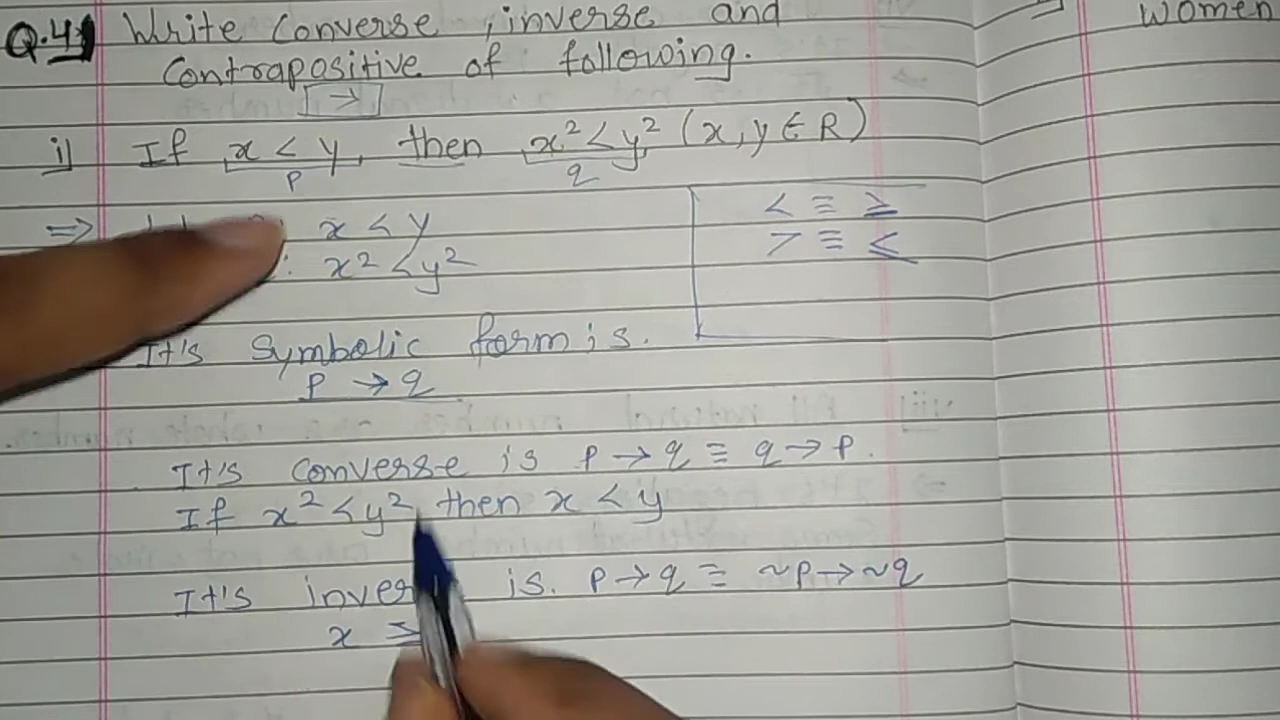 Q.4) Write Converse , inverse and
Contrapositive of following.
→
i) If x < y, then x² < y², (x, y ∈ R)
p q
⇒ x < y
: x² < y²
< ≡ ≥
> ≡ ≤
It's Symbolic form is.
p → q
It's converse is p → q ≡ q → p.
If x² < y² then x < y
It's inver is. p → q ≡ ~p → ~q
x ≥
women